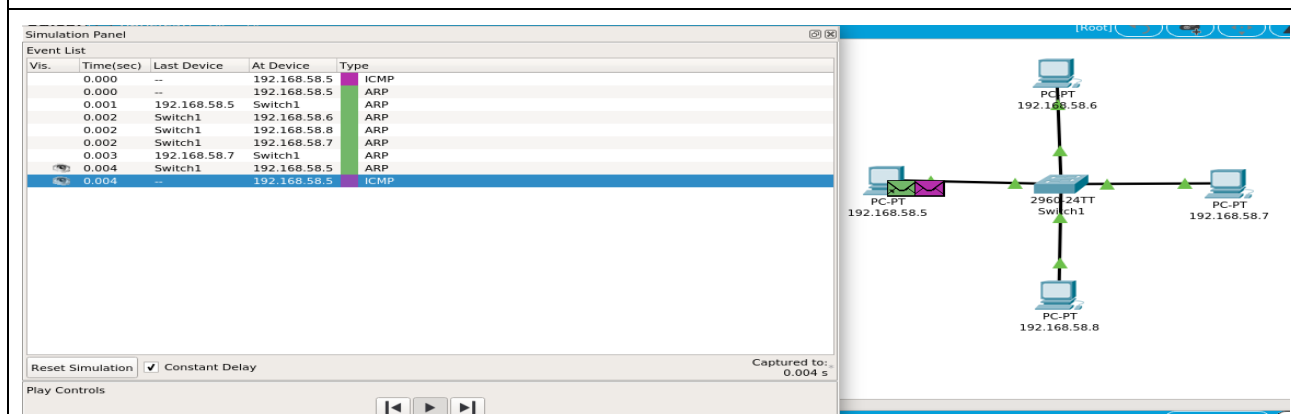 Simulation Panel
Event List
Vis. Time(sec) Last Device At Device Type
0.000 -- 192.168.58.5 ICMP
0.000 -- 192.168.58.5 ARP
0.001 192.168.58.5 Switch1 ARP
0.002 Switch1 192.168.58.6 ARP
0.002 Switch1 192.168.58.8 ARP
0.002 Switch1 192.168.58.7 ARP
0.003 192.168.58.7 Switch1 ARP
0.004 Switch1 192.168.58.5 ARP
0.004 -- 192.168.58.5 ICMP
Reset Simulation Constant Delay
Captured to:
0.004 s
Play Controls
[Root]
PC-PT
192.168.58.6
PC-PT
192.168.58.5
2960-24TT
Switch1
PC-PT
192.168.58.7
PC-PT
192.168.58.8